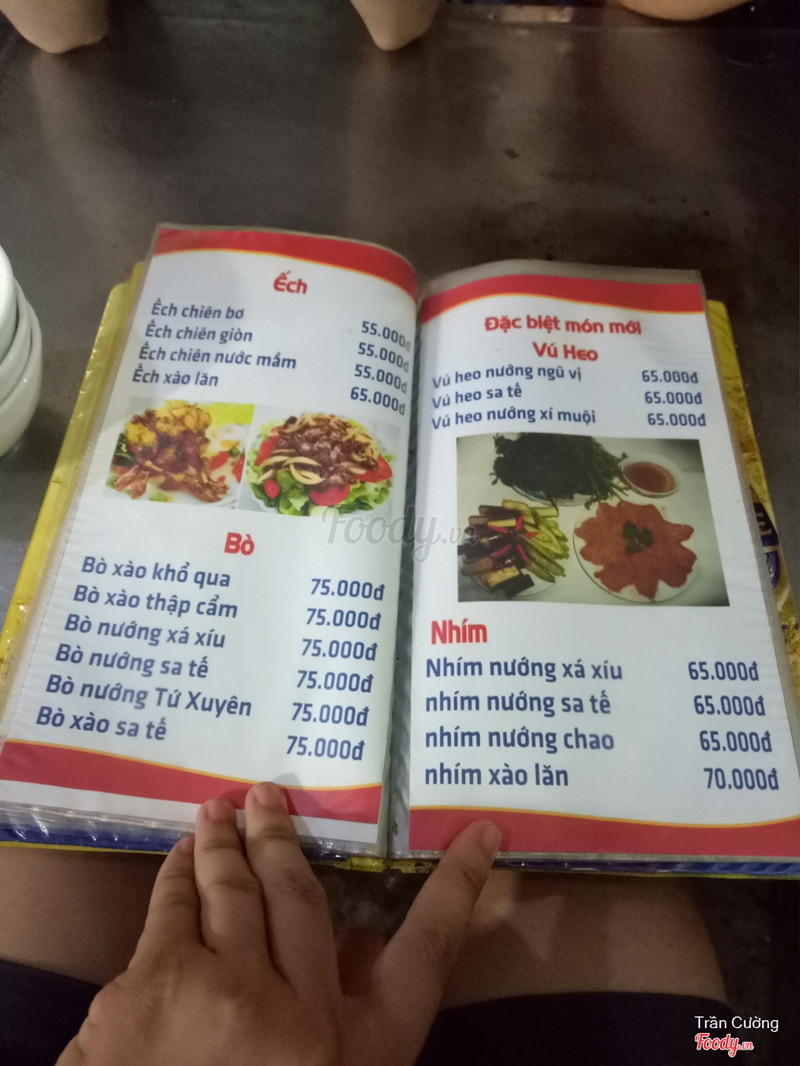 Ếch
Ếch chiên bơ 55.000đ
Ếch chiên giòn 55.000đ
Ếch chiên nước mắm 55.000đ
Ếch xào lăn 65.000đ
Bò
Bò xào khổ qua 75.000đ
Bò xào thập cẩm 75.000đ
Bò nướng xá xíu 75.000đ
Bò nướng sa tế 75.000đ
Bò nướng Tứ Xuyên 75.000đ
Bò xào sa tế 75.000đ
Đặc biệt món mới
Vú Heo
Vú heo nướng ngũ vị 65.000đ
Vú heo sa tế 65.000đ
Vú heo nướng xí muội 65.000đ
Nhím
Nhím nướng xá xíu 65.000đ
nhím nướng sa tế 65.000đ
nhím nướng chao 65.000đ
nhím xào lăn 70.000đ
Foody.vn
Trần Cường
Foody.vn